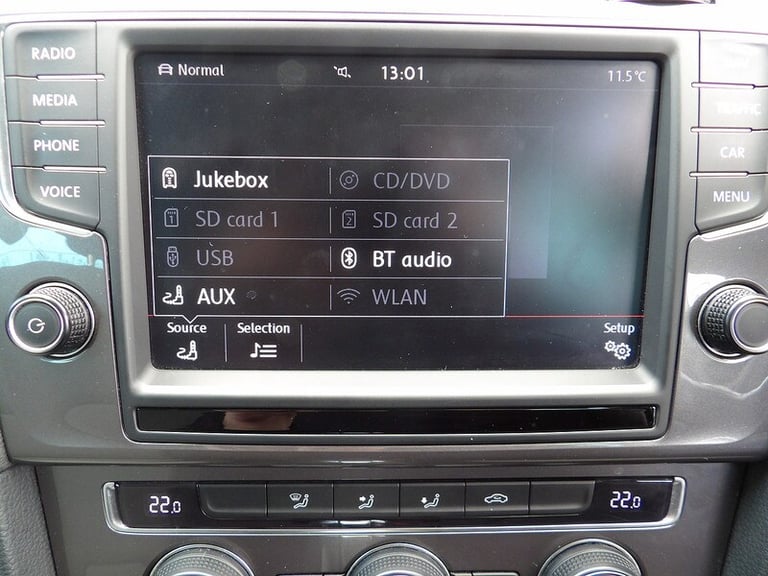 RADIO
MEDIA
PHONE
VOICE
Normal 13:01 11.5°C
Jukebox CD/DVD
SD card 1 SD card 2
USB BT audio
AUX WLAN
Source Selection Setup
TRAFFIC
CAR
MENU
22.0 22.0